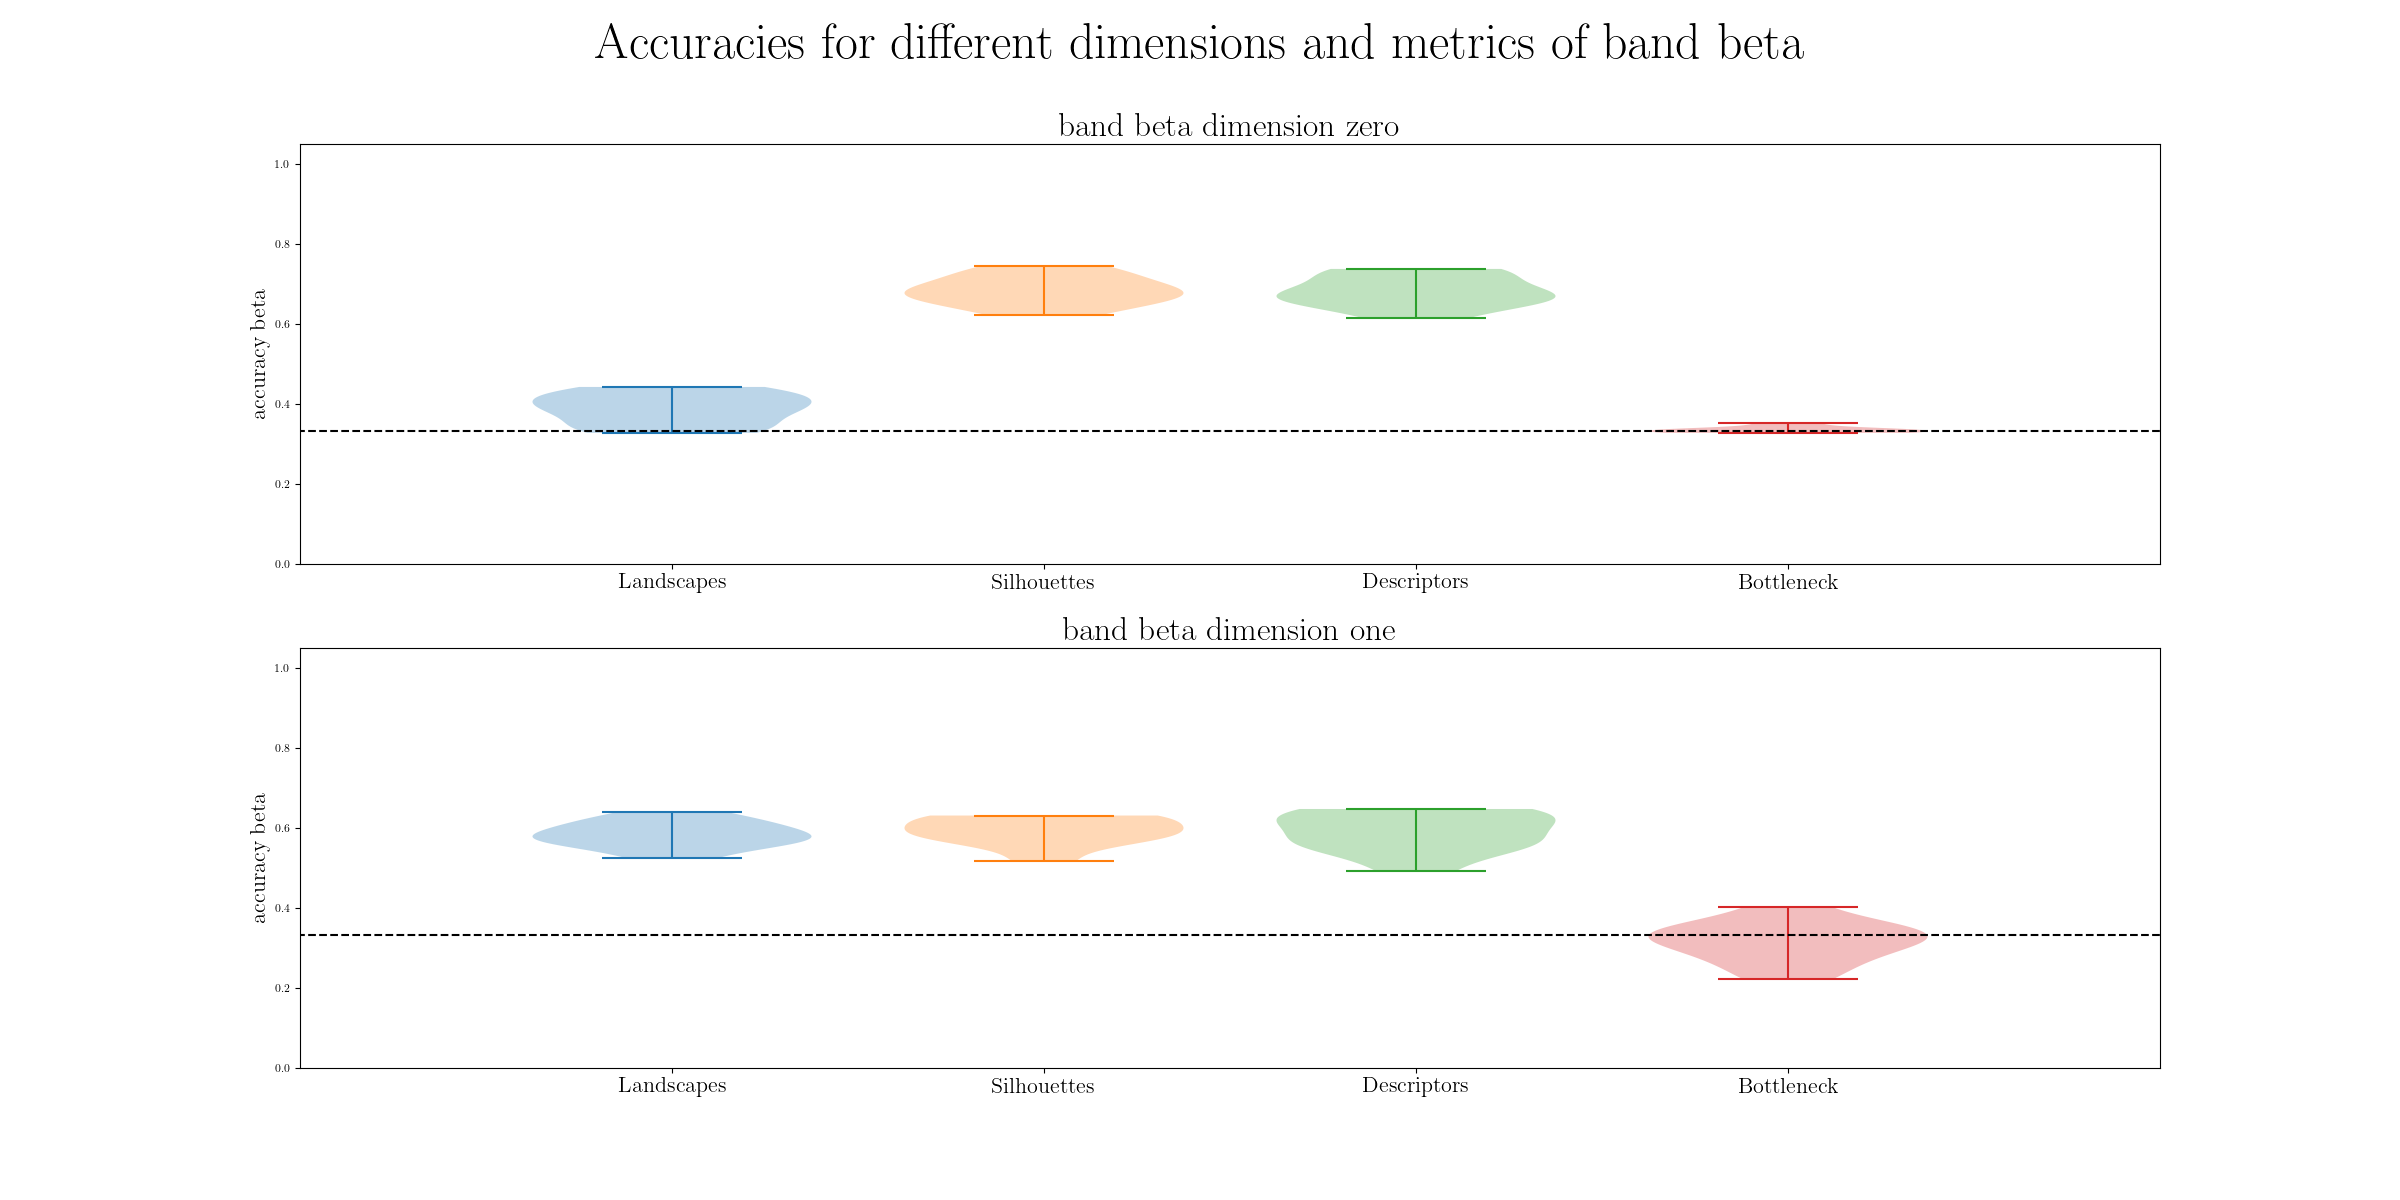 Accuracies for different dimensions and metrics of band beta
band beta dimension zero
1.0
0.8
0.6
0.4
0.2
0.0
accuracy beta
Landscapes Silhouettes Descriptors Bottleneck
band beta dimension one
1.0
0.8
0.6
0.4
0.2
0.0
accuracy beta
Landscapes Silhouettes Descriptors Bottleneck